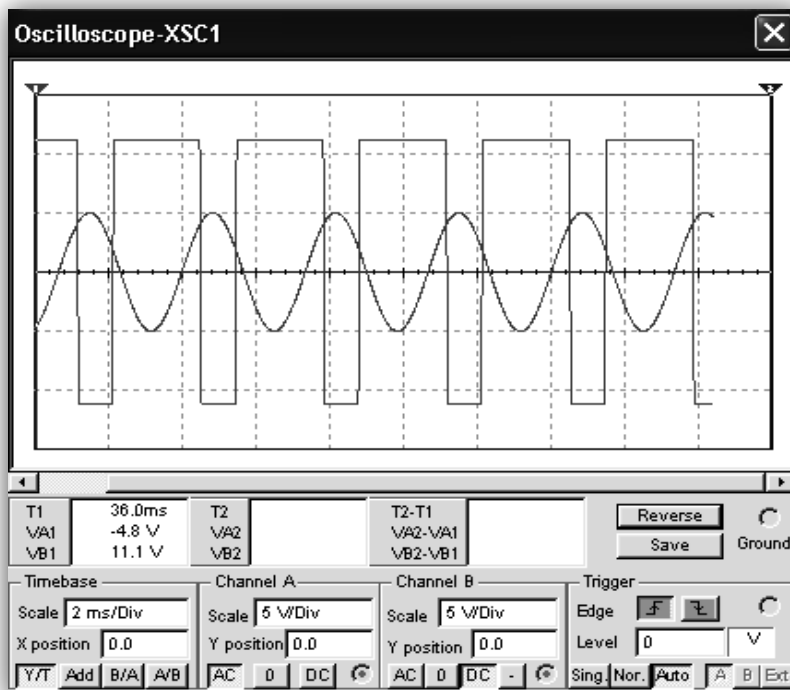 Oscilloscope-XSC1
1 2
T1 36.0ms T2 T2-T1
VA1 -4.8 V VA2 VA2-VA1
VB1 11.1 V VB2 VB2-VB1
Reverse
Save
Ground
Timebase Channel A Channel B Trigger
Scale 2 ms/Div Scale 5 V/Div Scale 5 V/Div Edge
X position 0.0 Y position 0.0 Y position 0.0 Level 0 V
Y/T Add B/A A/B AC 0 DC AC 0 DC - Sing. Nor. Auto A B Ext